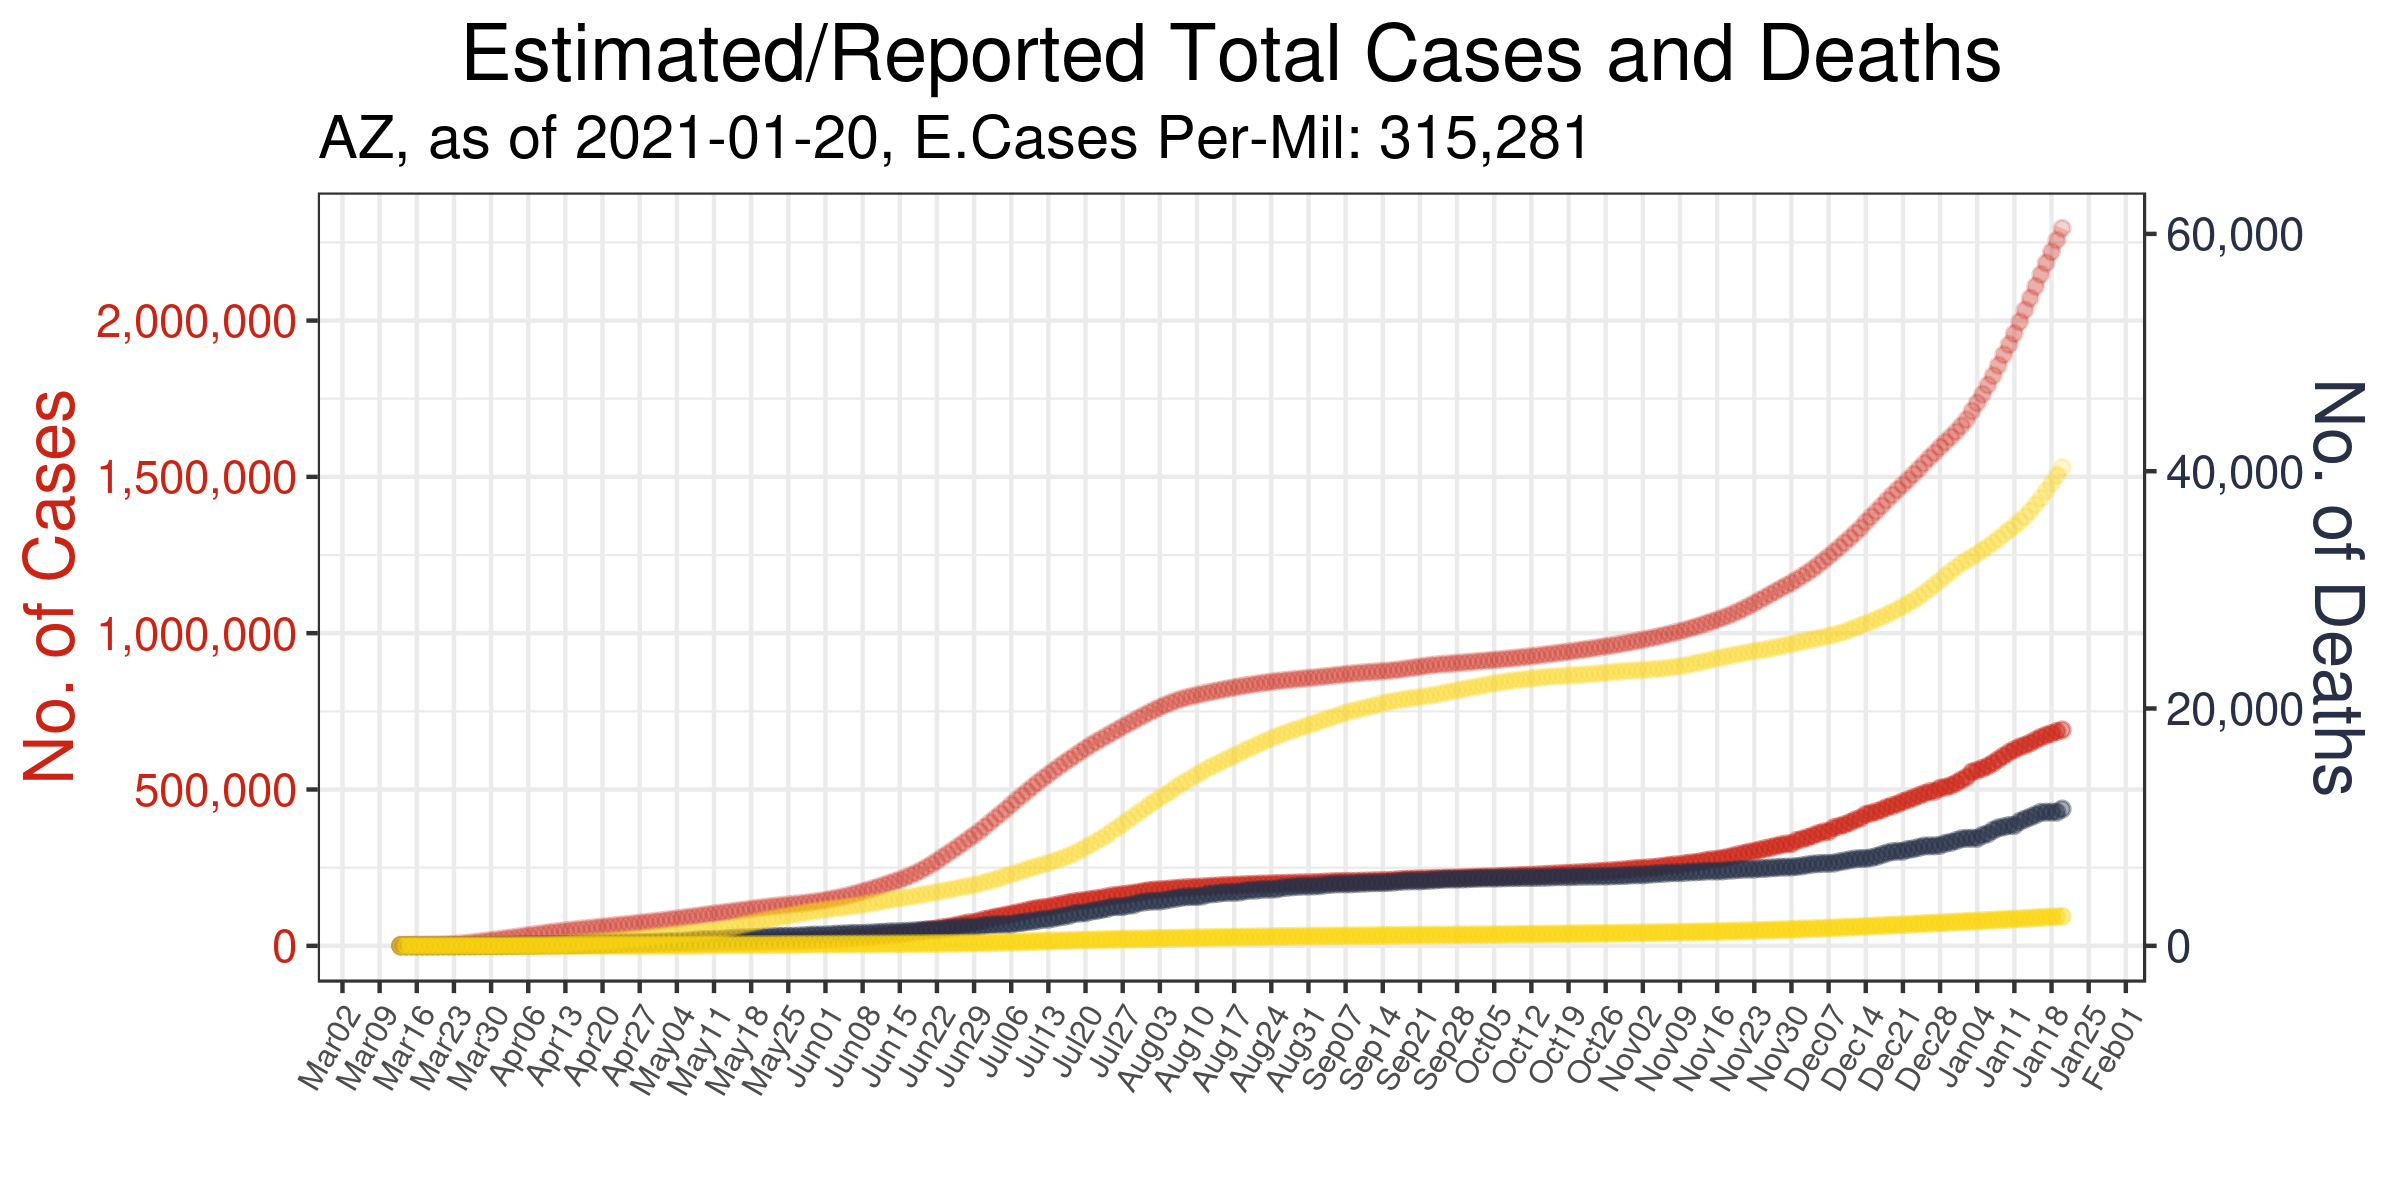 Estimated/Reported Total Cases and Deaths
AZ, as of 2021-01-20, E.Cases Per-Mil: 315,281
No. of Cases
2,000,000
1,500,000
1,000,000
500,000
0
60,000
40,000
20,000
0
No. of Deaths
Mar02 Mar09 Mar16 Mar23 Mar30 Apr06 Apr13 Apr20 Apr27 May04 May11 May18 May25 Jun01 Jun08 Jun15 Jun22 Jun29 Jul06 Jul13 Jul20 Jul27 Aug03 Aug10 Aug17 Aug24 Aug31 Sep07 Sep14 Sep21 Sep28 Oct05 Oct12 Oct19 Oct26 Nov02 Nov09 Nov16 Nov23 Nov30 Dec07 Dec14 Dec21 Dec28 Jan04 Jan11 Jan18 Jan25 Feb01